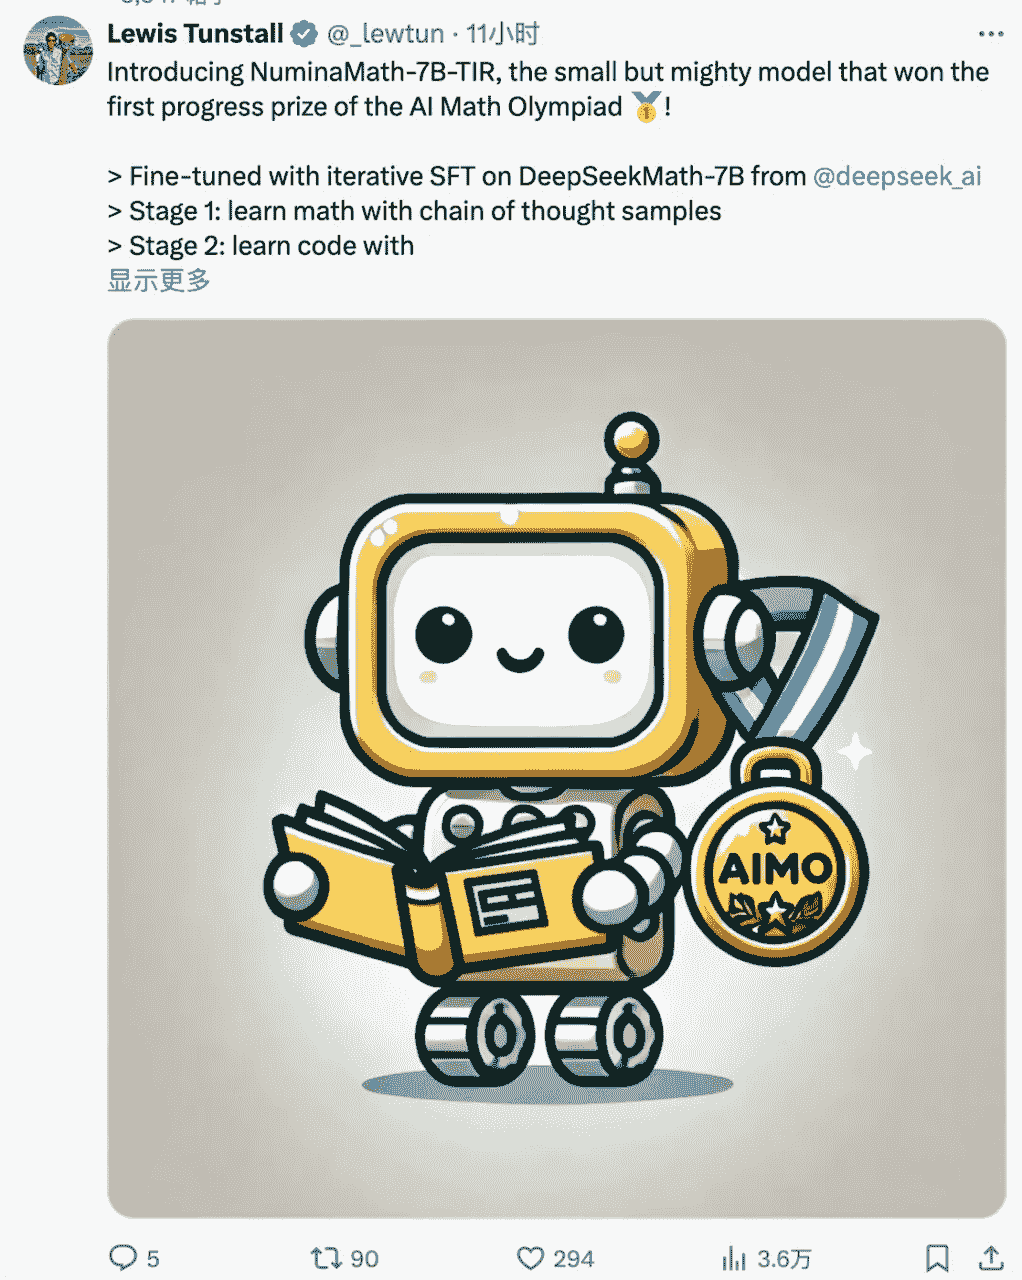 Lewis Tunstall @_lewtun · 11小时
Introducing NuminaMath-7B-TIR, the small but mighty model that won the
first progress prize of the AI Math Olympiad 🥇!
> Fine-tuned with iterative SFT on DeepSeekMath-7B from @deepseek_ai
> Stage 1: learn math with chain of thought samples
> Stage 2: learn code with
显示更多
AIMO
5 90 294 3.6万